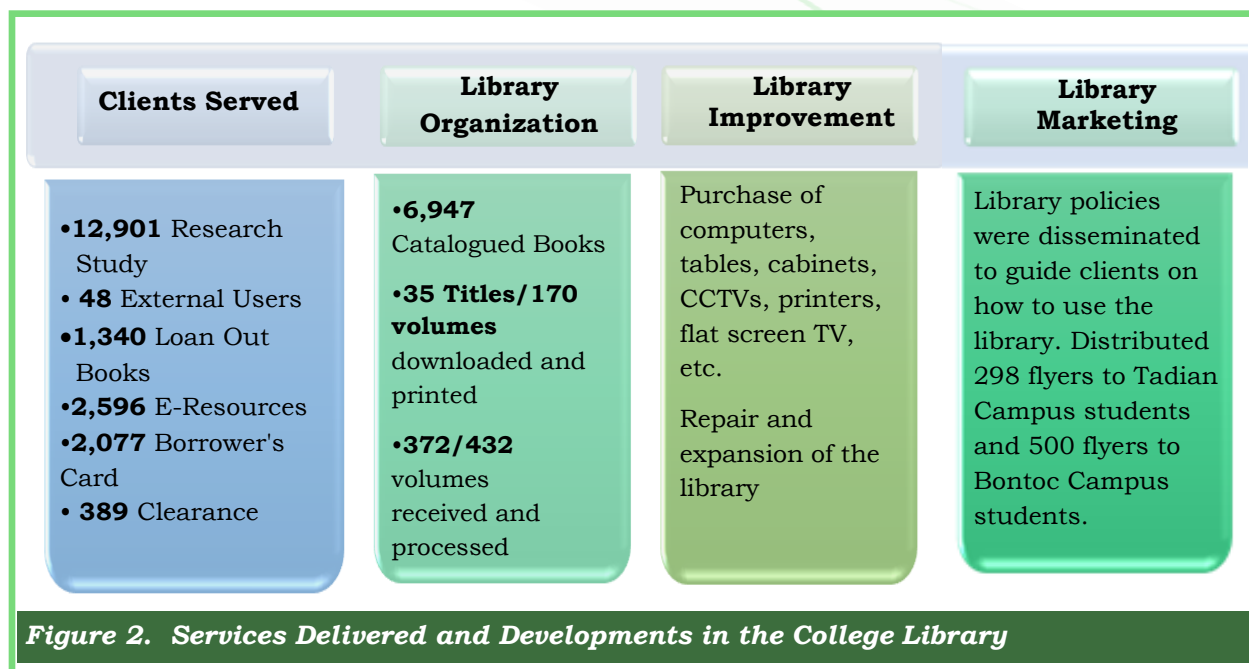 Clients Served
Library
Organization
Library
Improvement
Library
Marketing
•12,901 Research
Study
• 48 External Users
•1,340 Loan Out
Books
•2,596 E-Resources
•2,077 Borrower's
Card
• 389 Clearance
•6,947
Catalogued Books
•35 Titles/170
volumes
downloaded and
printed
•372/432
volumes
received and
processed
Purchase of
computers,
tables, cabinets,
CCTVs, printers,
flat screen TV,
etc.
Repair and
expansion of the
library
Library policies
were disseminated
to guide clients on
how to use the
library. Distributed
298 flyers to Tadian
Campus students
and 500 flyers to
Bontoc Campus
students.
Figure 2. Services Delivered and Developments in the College Library